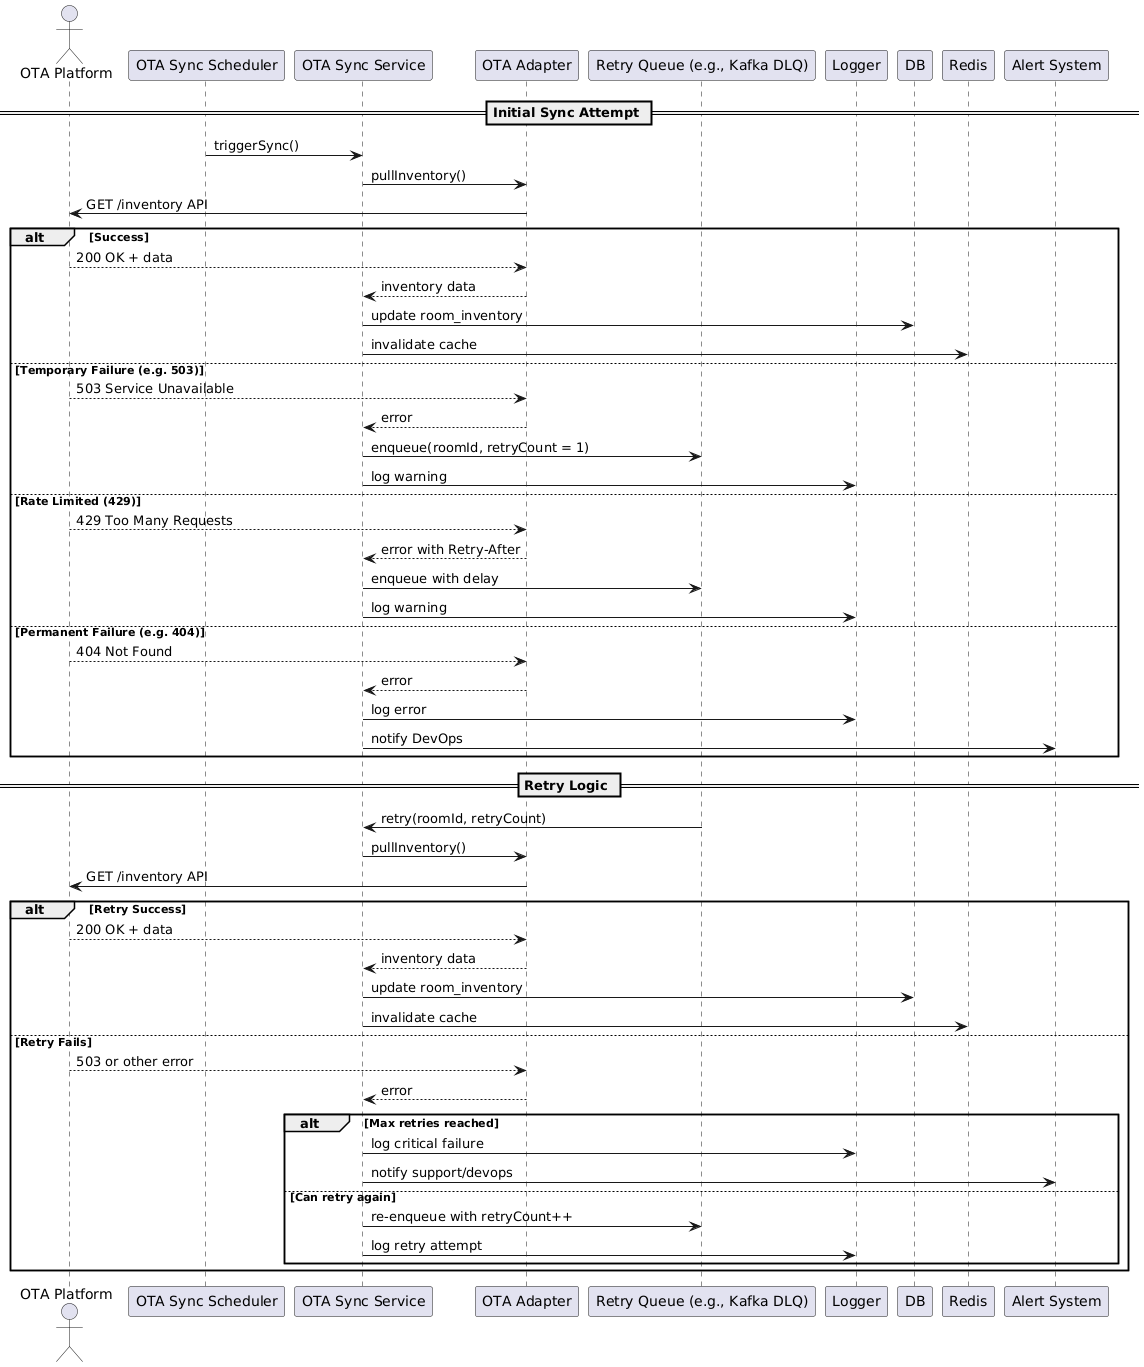 OTA Platform
OTA Sync Scheduler
OTA Sync Service
OTA Adapter
Retry Queue (e.g., Kafka DLQ)
Logger
DB
Redis
Alert System
Initial Sync Attempt
triggerSync()
pullInventory()
GET /inventory API
alt
[Success]
200 OK + data
inventory data
update room_inventory
invalidate cache
[Temporary Failure (e.g. 503)]
503 Service Unavailable
error
enqueue(roomId, retryCount = 1)
log warning
[Rate Limited (429)]
429 Too Many Requests
error with Retry-After
enqueue with delay
log warning
[Permanent Failure (e.g. 404)]
404 Not Found
error
log error
notify DevOps
Retry Logic
retry(roomId, retryCount)
pullInventory()
GET /inventory API
alt
[Retry Success]
200 OK + data
inventory data
update room_inventory
invalidate cache
[Retry Fails]
503 or other error
error
alt
[Max retries reached]
log critical failure
notify support/devops
[Can retry again]
re-enqueue with retryCount++
log retry attempt
OTA Platform
OTA Sync Scheduler
OTA Sync Service
OTA Adapter
Retry Queue (e.g., Kafka DLQ)
Logger
DB
Redis
Alert System